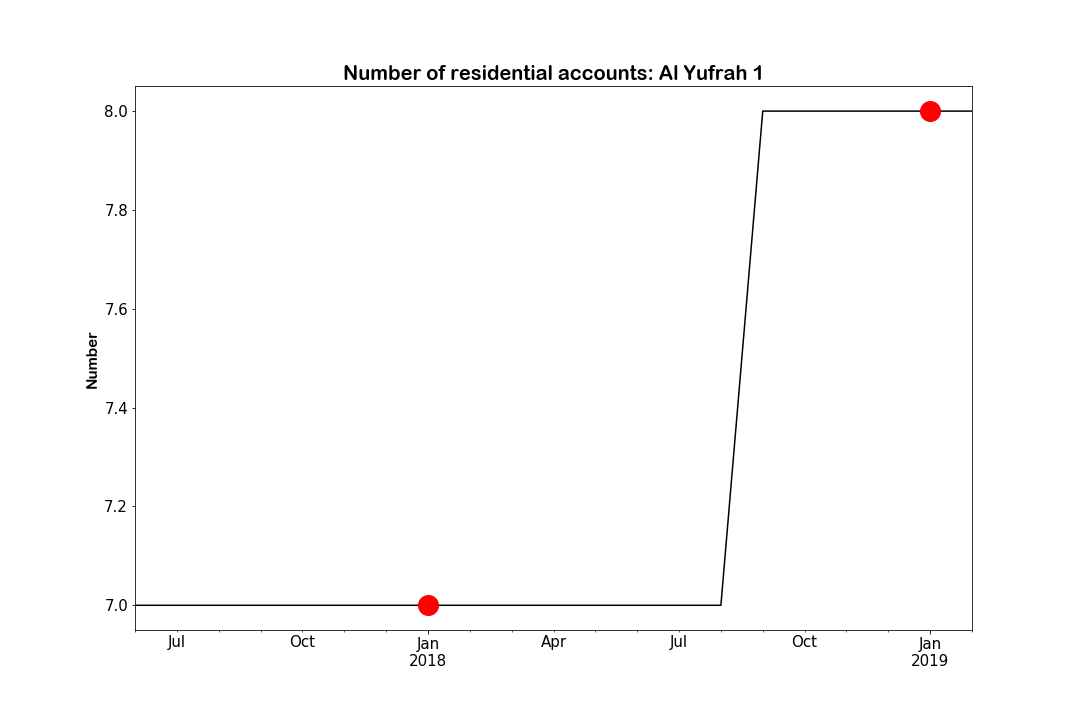 Number of residential accounts: Al Yufrah 1
8.0
7.8
7.6
7.4
7.2
7.0
Number
Jul
Oct
Jan
2018
Apr
Jul
Oct
Jan
2019